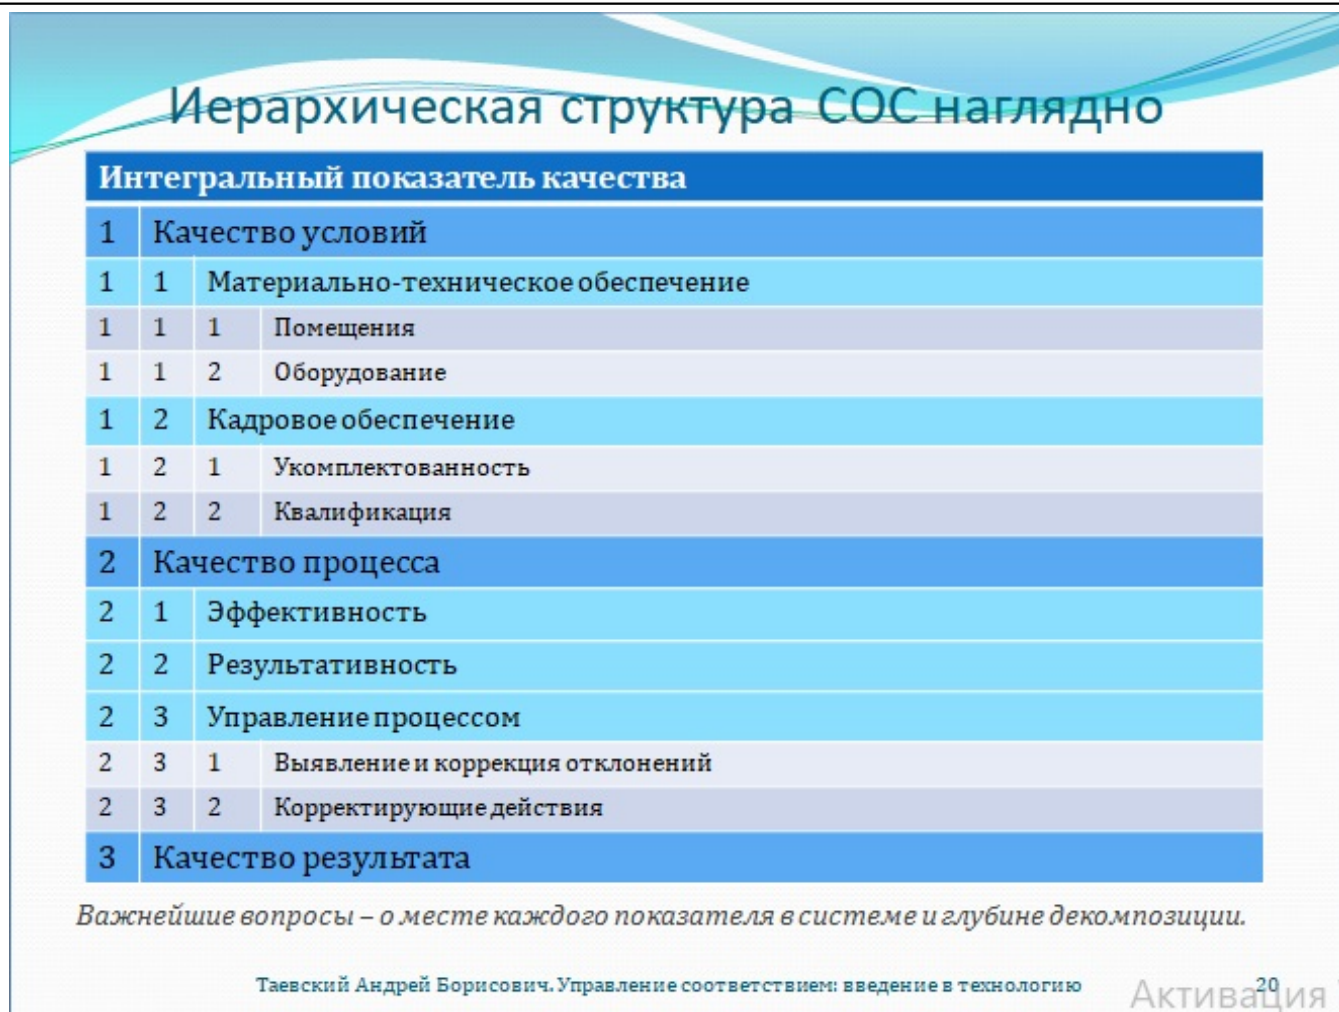 Иерархическая структура СОС наглядно
Интегральный показатель качества
1 Качество условий
1 1 Материально-техническое обеспечение
1 1 1 Помещения
1 1 2 Оборудование
1 2 Кадровое обеспечение
1 2 1 Укомплектованность
1 2 2 Квалификация
2 Качество процесса
2 1 Эффективность
2 2 Результативность
2 3 Управление процессом
2 3 1 Выявление и коррекция отклонений
2 3 2 Корректирующие действия
3 Качество результата
Важнейшие вопросы – о месте каждого показателя в системе и глубине декомпозиции.
Таевский Андрей Борисович. Управление соответствием: введение в технологию
20
Активация